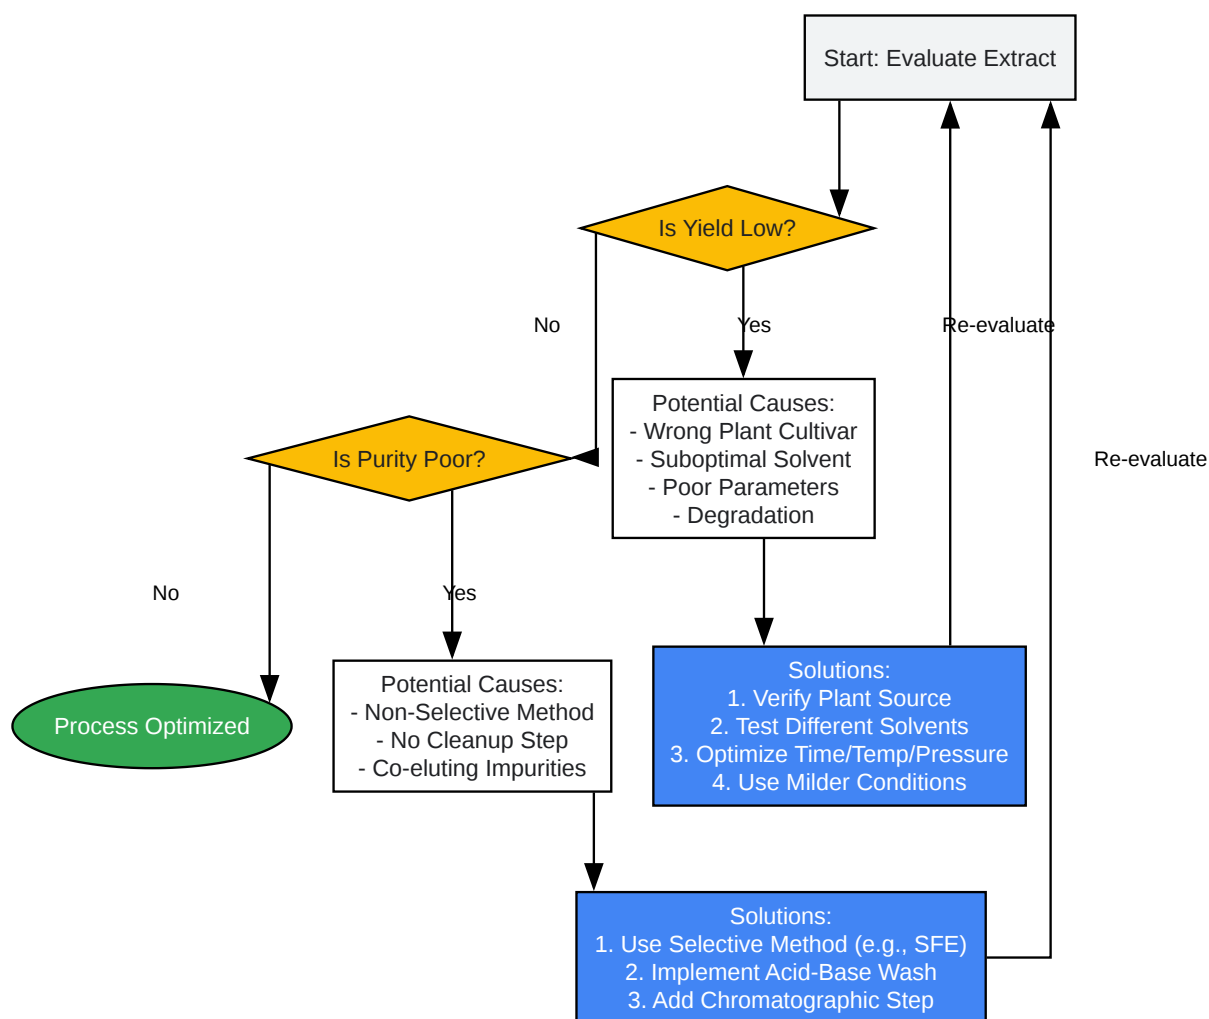 Start: Evaluate Extract
Is Yield Low?
No
Yes
Re-evaluate
Potential Causes:
- Wrong Plant Cultivar
- Suboptimal Solvent
- Poor Parameters
- Degradation
Is Purity Poor?
Re-evaluate
No
Yes
Process Optimized
Potential Causes:
- Non-Selective Method
- No Cleanup Step
- Co-eluting Impurities
Solutions:
1. Verify Plant Source
2. Test Different Solvents
3. Optimize Time/Temp/Pressure
4. Use Milder Conditions
Solutions:
1. Use Selective Method (e.g., SFE)
2. Implement Acid-Base Wash
3. Add Chromatographic Step